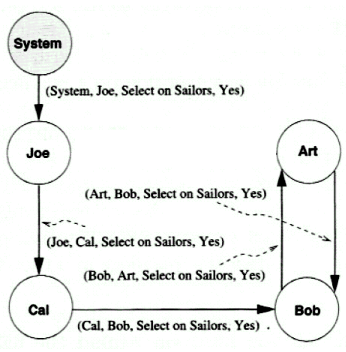 System
(System, Joe, Select on Sailors, Yes)
Joe
Art
(Art, Bob, Select on Sailors, Yes)
(Joe, Cal, Select on Sailors, Yes)
(Bob, Art, Select on Sailors, Yes)
Cal
Bob
(Cal, Bob, Select on Sailors, Yes)